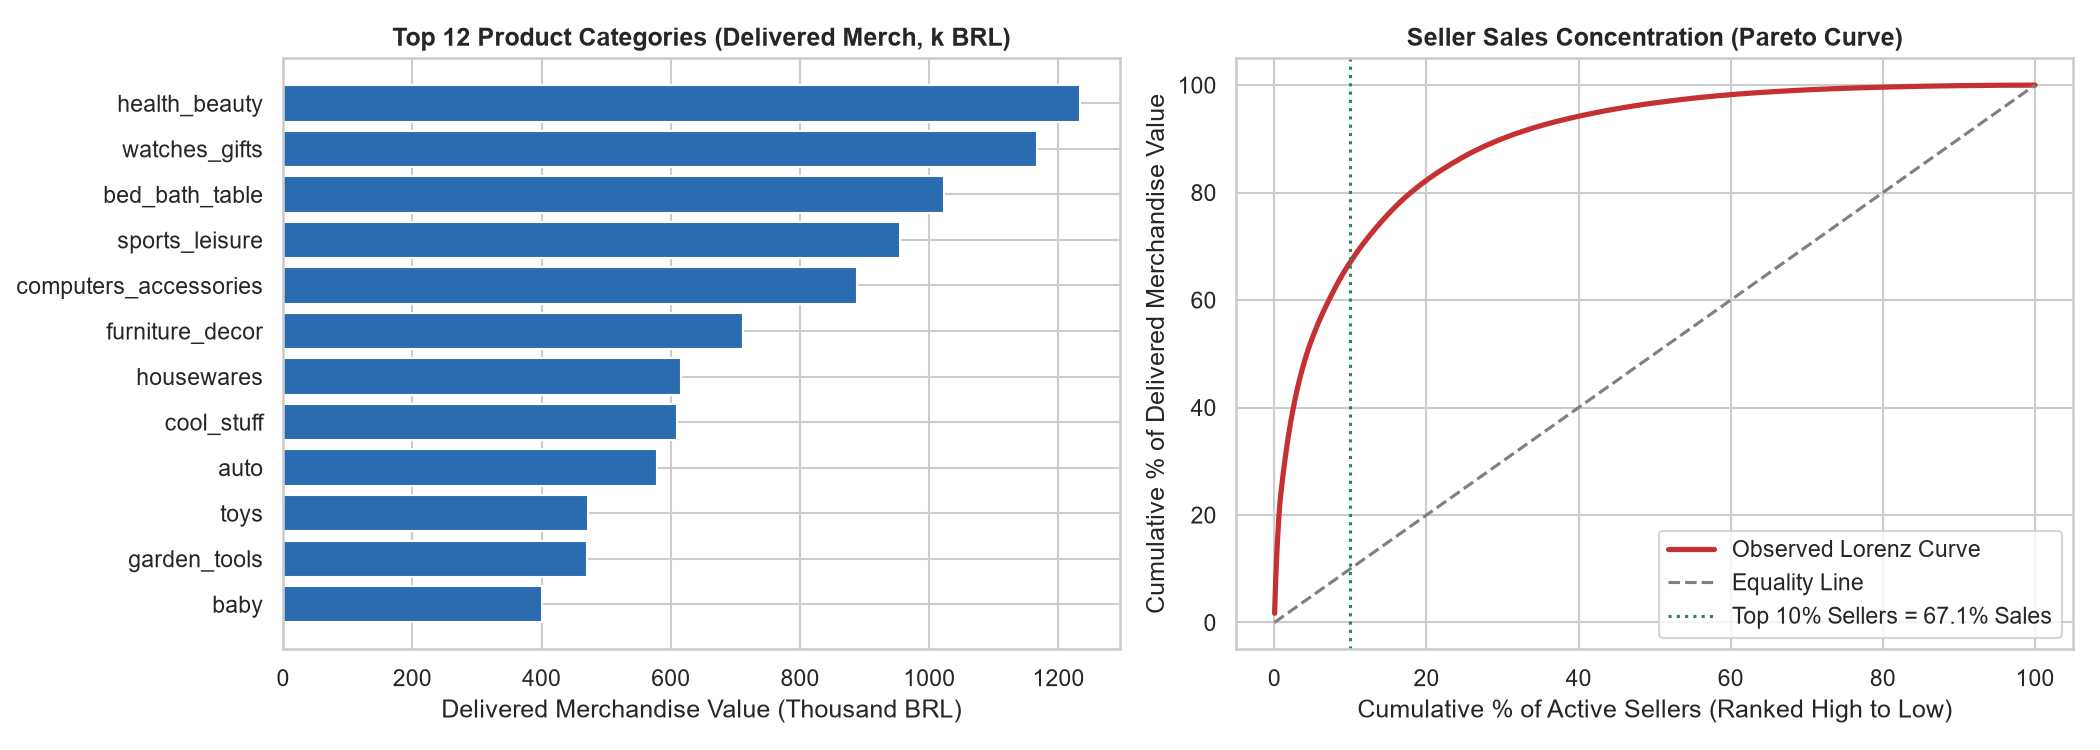 Top 12 Product Categories (Delivered Merch, k BRL)
health_beauty
watches_gifts
bed_bath_table
sports_leisure
computers_accessories
furniture_decor
housewares
cool_stuff
auto
toys
garden_tools
baby
0 200 400 600 800 1000 1200
Delivered Merchandise Value (Thousand BRL)
Seller Sales Concentration (Pareto Curve)
Cumulative % of Delivered Merchandise Value
100
80
60
40
20
0
Observed Lorenz Curve
Equality Line
Top 10% Sellers = 67.1% Sales
0 20 40 60 80 100
Cumulative % of Active Sellers (Ranked High to Low)